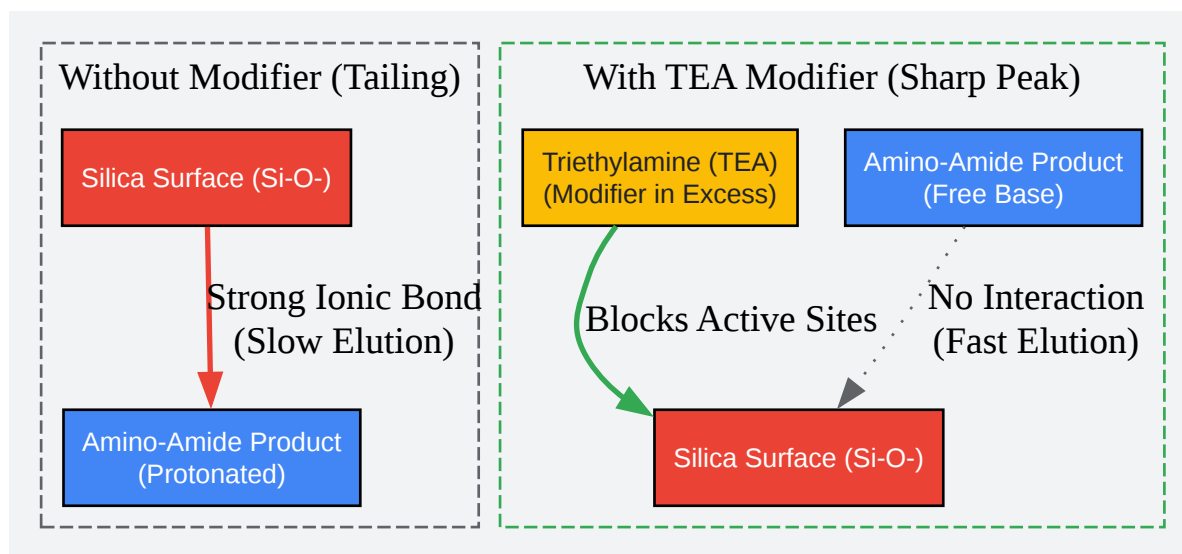 Without Modifier (Tailing)
Silica Surface (Si-O-)
Strong Ionic Bond
(Slow Elution)
Amino-Amide Product
(Protonated)
With TEA Modifier (Sharp Peak)
Triethylamine (TEA)
(Modifier in Excess)
Amino-Amide Product
(Free Base)
Blocks Active Sites
No Interaction
(Fast Elution)
Silica Surface (Si-O-)